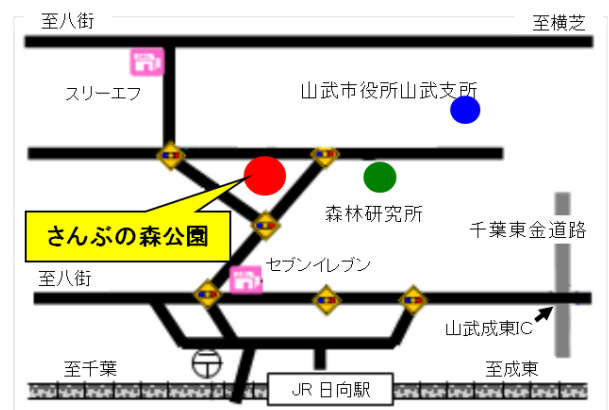 至八街
至横芝
スリーエフ
山武市役所山武支所
さんぶの森公園
森林研究所
千葉東金道路
セブンイレブン
至八街
山武成東IC
至千葉
至成東
JR 日向駅